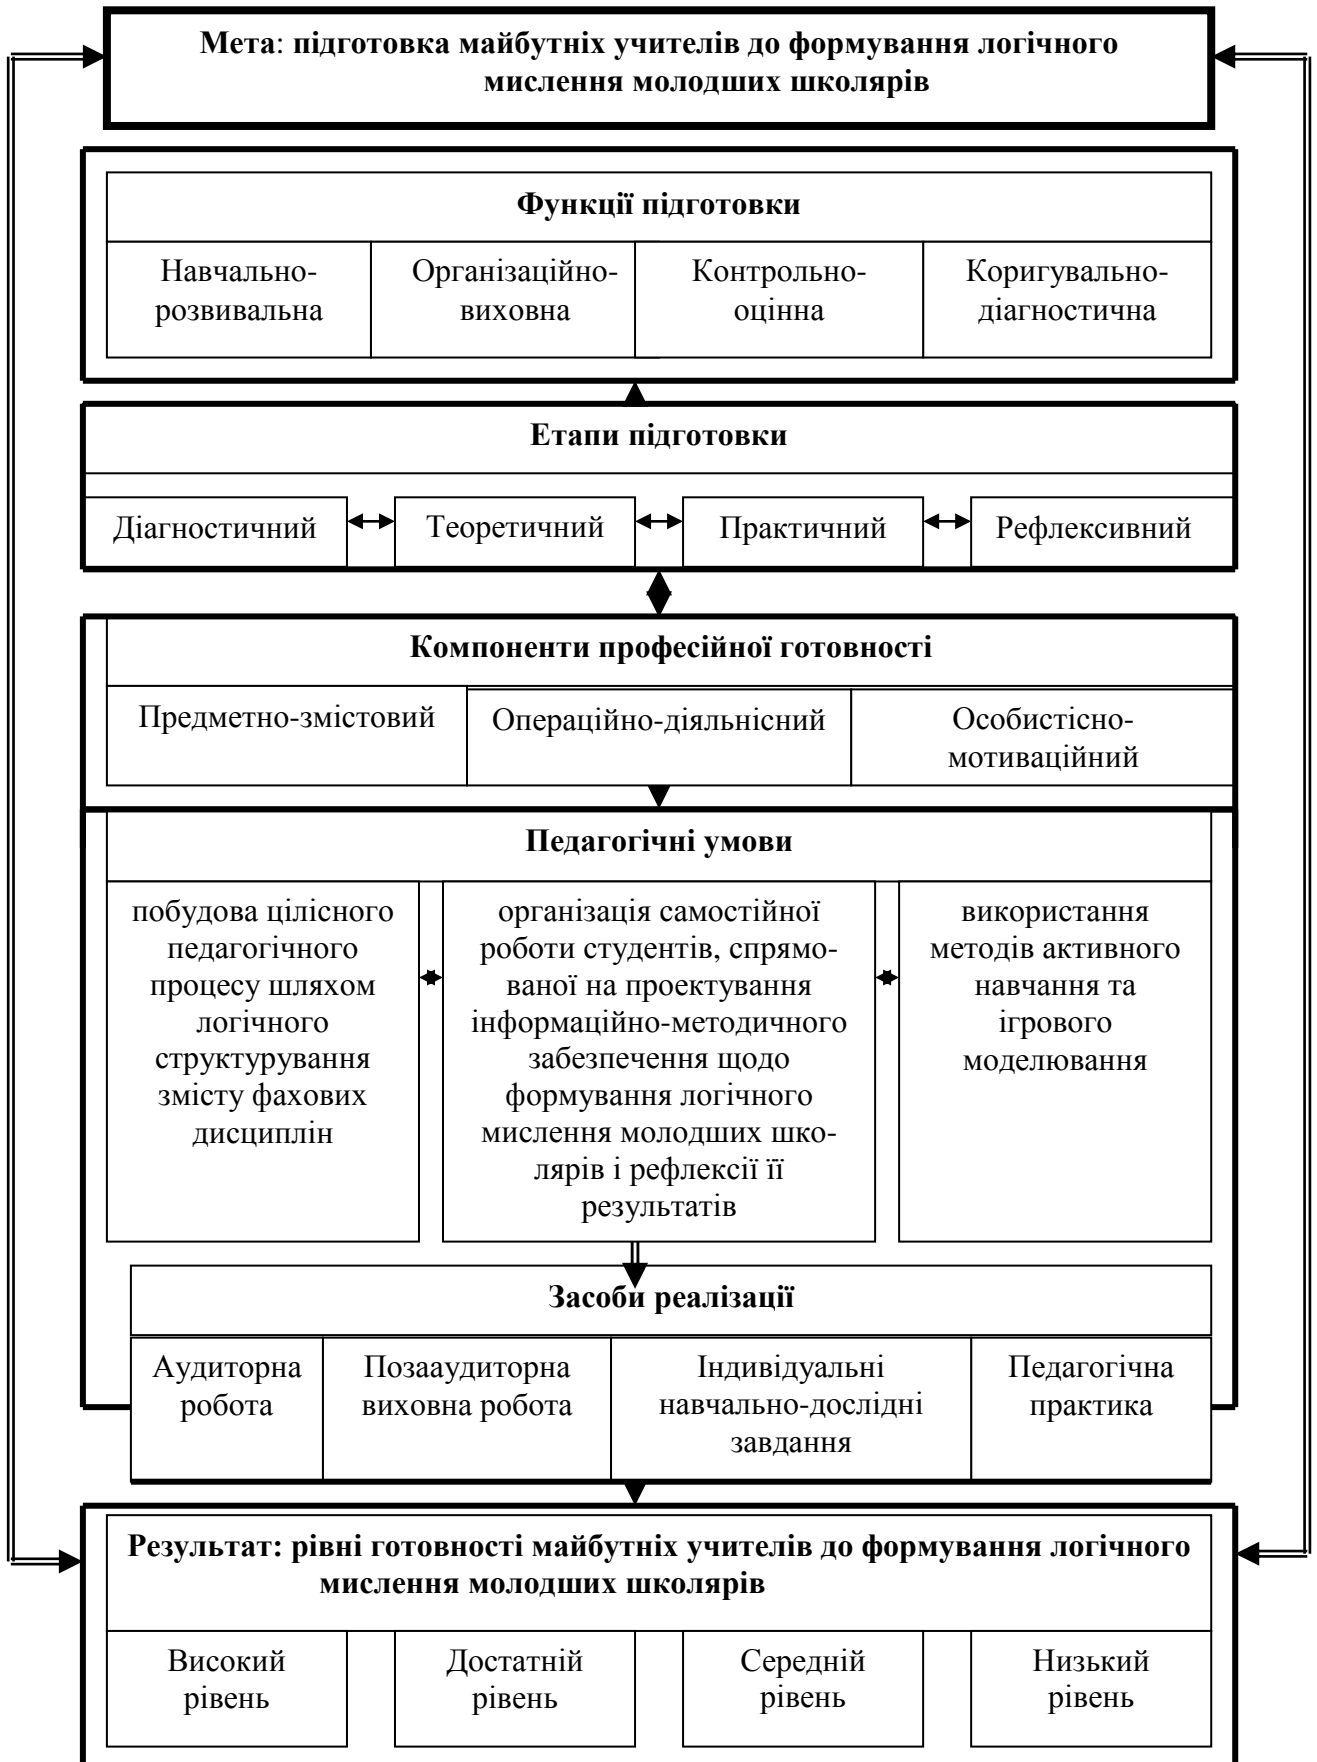 Мета: підготовка майбутніх учителів до формування логічного
мислення молодших школярів
Функції підготовки
Навчально-
розвивальна
Організаційно-
виховна
Контрольно-
оцінна
Коригувально-
діагностична
Етапи підготовки
Діагностичний
Теоретичний
Практичний
Рефлексивний
Компоненти професійної готовності
Предметно-змістовий
Операційно-діяльнісний
Особистісно-
мотиваційний
Педагогічні умови
побудова цілісного
педагогічного
процесу шляхом
логічного
структурування
змісту фахових
дисциплін
організація самостійної
роботи студентів, спрямо-
ваної на проектування
інформаційно-методичного
забезпечення щодо
формування логічного
мислення молодших шко-
лярів і рефлексії її
результатів
використання
методів активного
навчання та
ігрового
моделювання
Засоби реалізації
Аудиторна
робота
Позааудиторна
виховна робота
Індивідуальні
навчально-дослідні
завдання
Педагогічна
практика
Результат: рівні готовності майбутніх учителів до формування логічного
мислення молодших школярів
Високий
рівень
Достатній
рівень
Середній
рівень
Низький
рівень